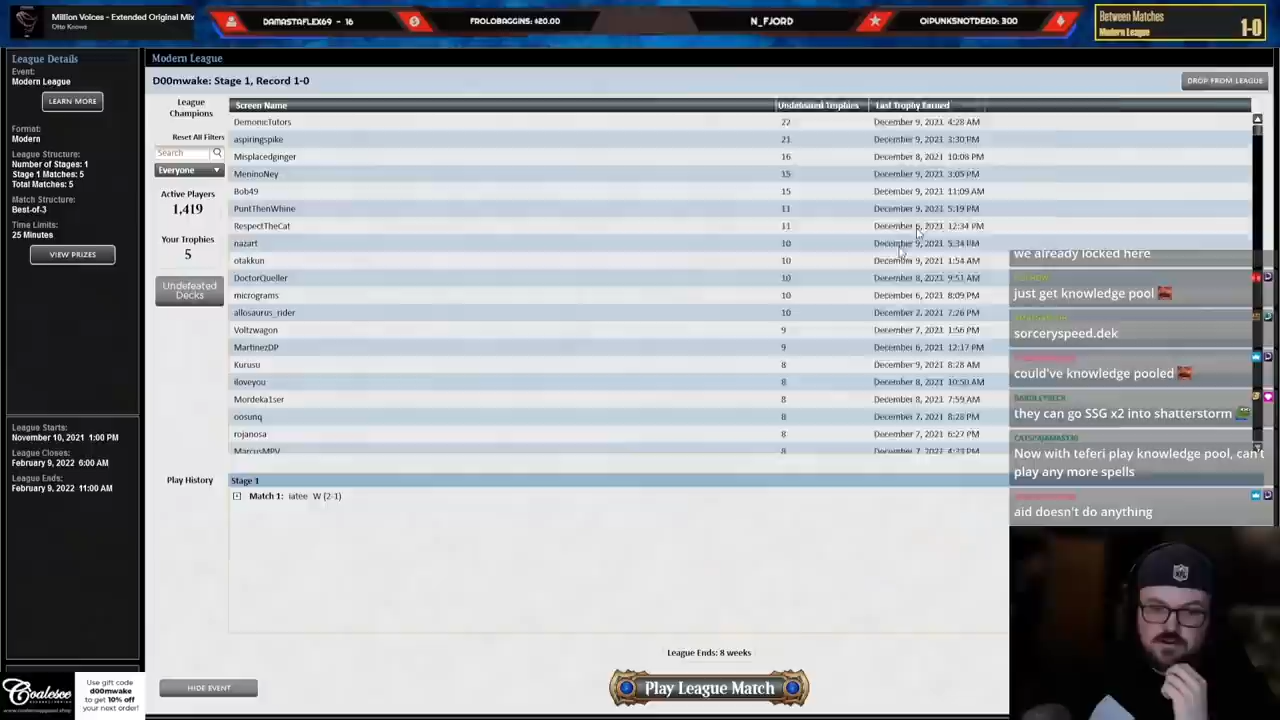 Million Voices - Extended Original Mix
Otto Knows
DAMASTAFLEX69 - 16
FROLOBAGGINS: $20.00
N_FJORD
OIPUNKSNOTDEAD: 300
Between Matches
Modern League
1-0
League Details
Event:
Modern League
LEARN MORE
Format:
Modern
League Structure:
Number of Stages: 1
Stage 1 Matches: 5
Total Matches: 5
Match Structure:
Best-of-3
Time Limits:
25 Minutes
VIEW PRIZES
League Starts:
November 10, 2021 1:00 PM
League Closes:
February 9, 2022 6:00 AM
League Ends:
February 9, 2022 11:00 AM
Modern League
D00mwake: Stage 1, Record 1-0
DROP FROM LEAGUE
League
Champions
Reset All Filters
Search
Everyone
Active Players
1,419
Your Trophies
5
Undefeated
Decks
Screen Name Undefeated Trophies Last Trophy Earned
DemonicTutors 22 December 9, 2021 4:28 AM
aspiringspike 21 December 9, 2021 3:30 PM
Misplacedginger 16 December 8, 2021 10:08 PM
MeninoNey 15 December 9, 2021 3:05 PM
Bob49 15 December 9, 2021 11:09 AM
PuntThenWhine 11 December 9, 2021 5:19 PM
RespectTheCat 11 December 6, 2021 12:34 PM
nazart 10 December 9, 2021 5:34 PM
otakkun 10 December 9, 2021 1:54 AM
DoctorQueller 10 December 8, 2021 9:51 AM
micrograms 10 December 6, 2021 8:09 PM
allosaurus_rider 10 December 2, 2021 7:26 PM
Voltzwagon 9 December 7, 2021 1:56 PM
MartinezDP 9 December 6, 2021 12:17 PM
Kurusu 8 December 9, 2021 8:28 AM
iloveyou 8 December 8, 2021 10:50 AM
Mordeka1ser 8 December 8, 2021 7:59 AM
oosunq 8 December 7, 2021 8:28 PM
rojanosa 8 December 7, 2021 6:27 PM
MarcusMPV 8 December 7, 2021 4:23 PM
Play History
Stage 1
Match 1: iatee W (2-1)
League Ends: 8 weeks
Play League Match
HIDE EVENT
we already locked here
just get knowledge pool
sorceryspeed.dek
could've knowledge pooled
they can go SSG x2 into shatterstorm
Now with teferi play knowledge pool, can't
play any more spells
aid doesn't do anything
Coalesce
Use gift code
d00mwake
to get 10% off
your next order!